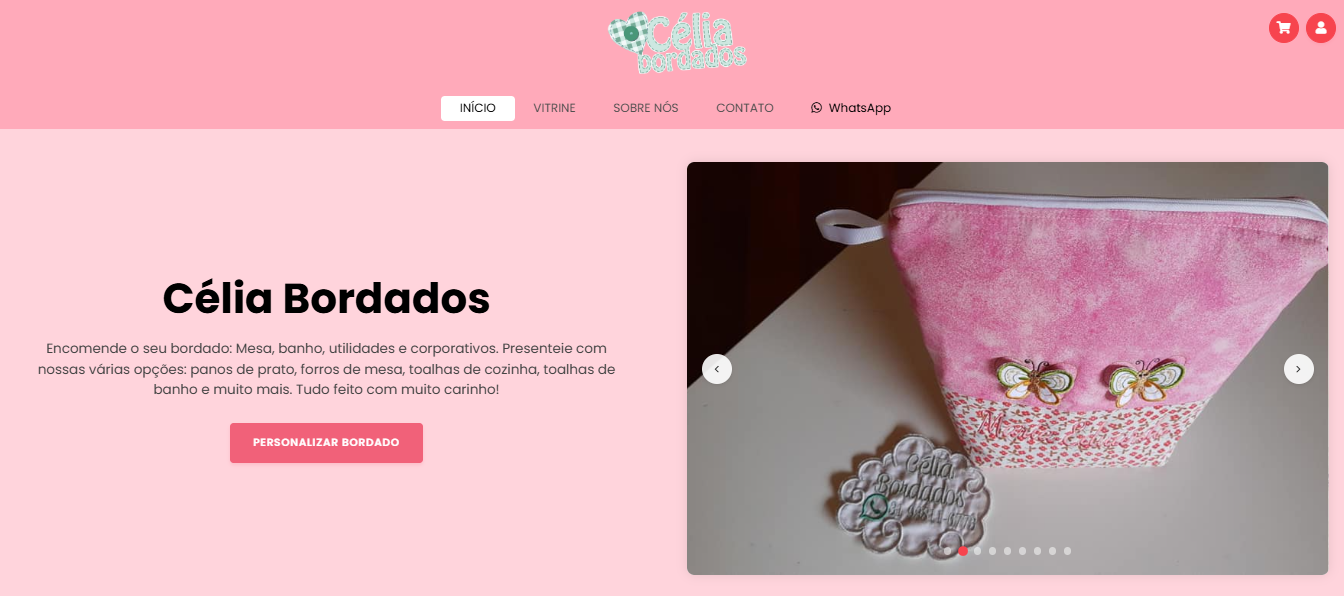 Célia
bordados
INÍCIO
VITRINE
SOBRE NÓS
CONTATO
WhatsApp
Célia Bordados
Encomende o seu bordado: Mesa, banho, utilidades e corporativos. Presenteie com
nossas várias opções: panos de prato, forros de mesa, toalhas de cozinha, toalhas de
banho e muito mais. Tudo feito com muito carinho!
PERSONALIZAR BORDADO
Célia
Bordados